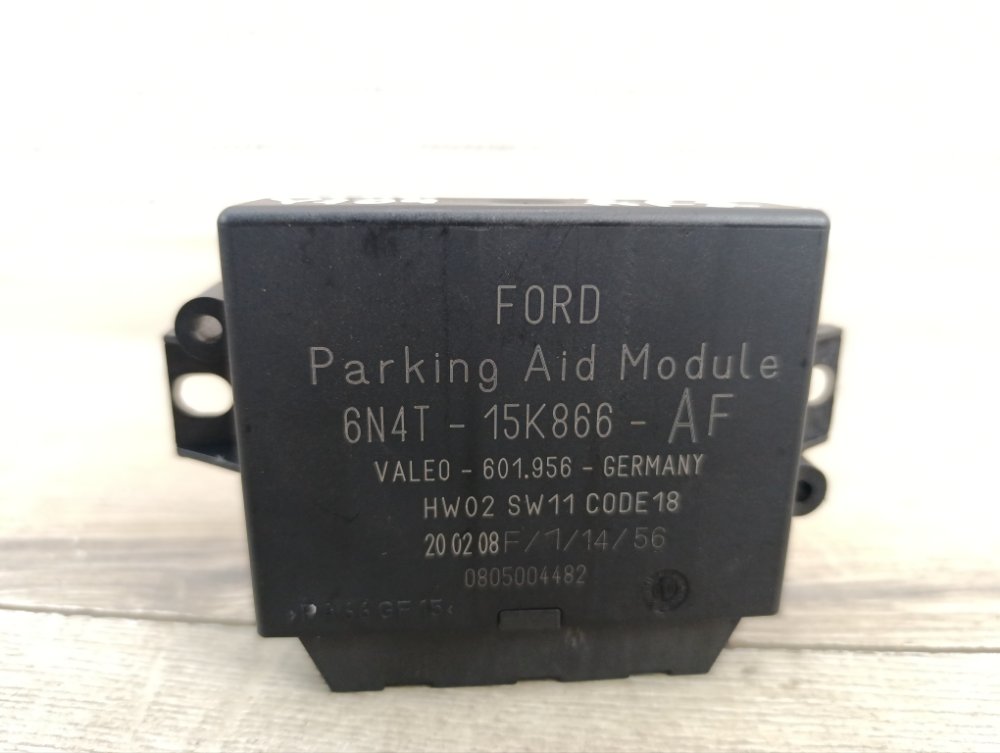 FORD
Parking Aid Module
6N4T - 15K866 - AF
VALEO - 601.956 - GERMANY
HW02 SW11 CODE18
20 02 08 F/1/14/56
0805004482